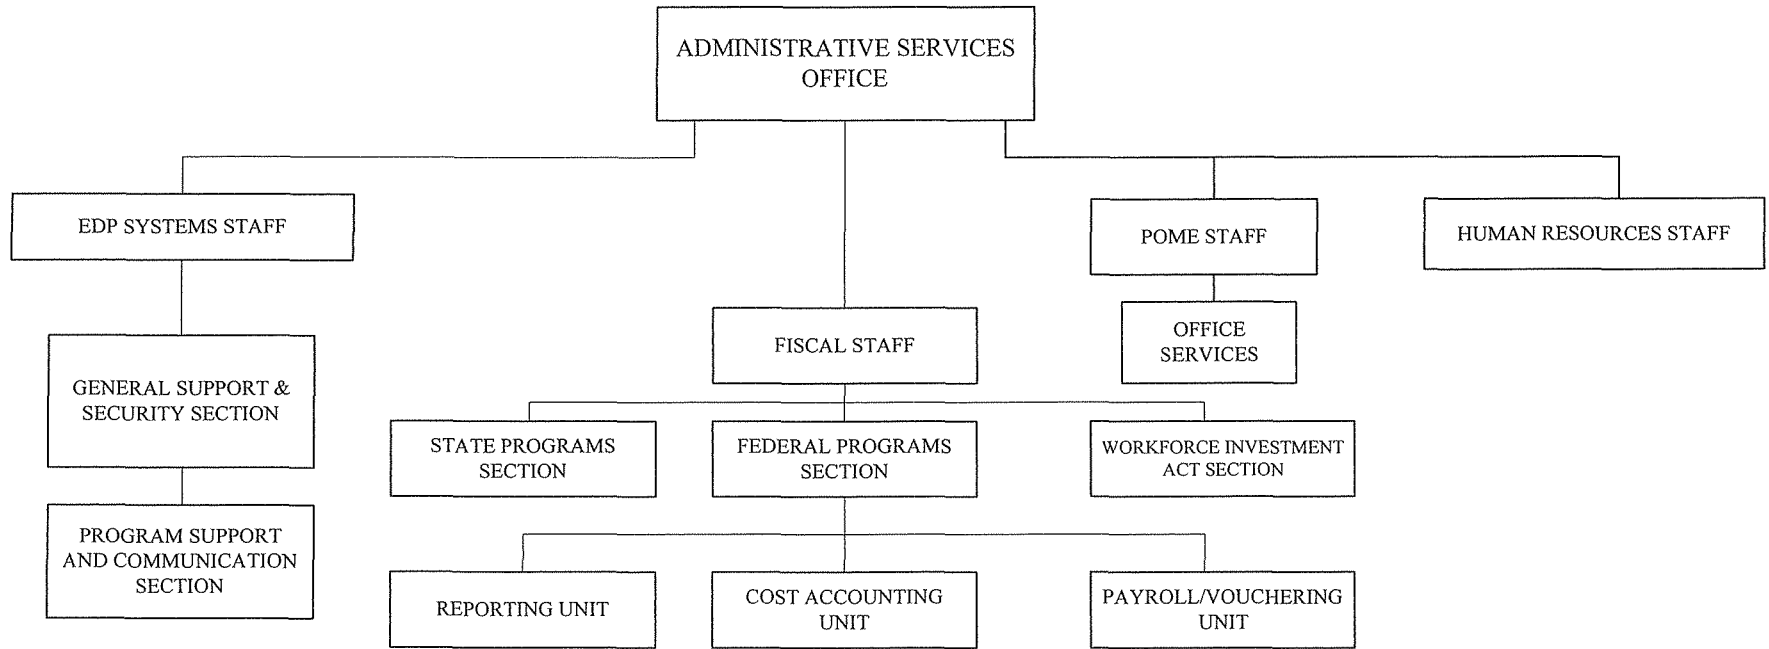 ADMINISTRATIVE SERVICES
OFFICE
EDP SYSTEMS STAFF
POME STAFF
HUMAN RESOURCES STAFF
OFFICE
SERVICES
FISCAL STAFF
GENERAL SUPPORT &
SECURITY SECTION
STATE PROGRAMS
SECTION
FEDERAL PROGRAMS
SECTION
WORKFORCE INVESTMENT
ACT SECTION
PROGRAM SUPPORT
AND COMMUNICATION
SECTION
REPORTING UNIT
COST ACCOUNTING
UNIT
PAYROLL/VOUCHERING
UNIT